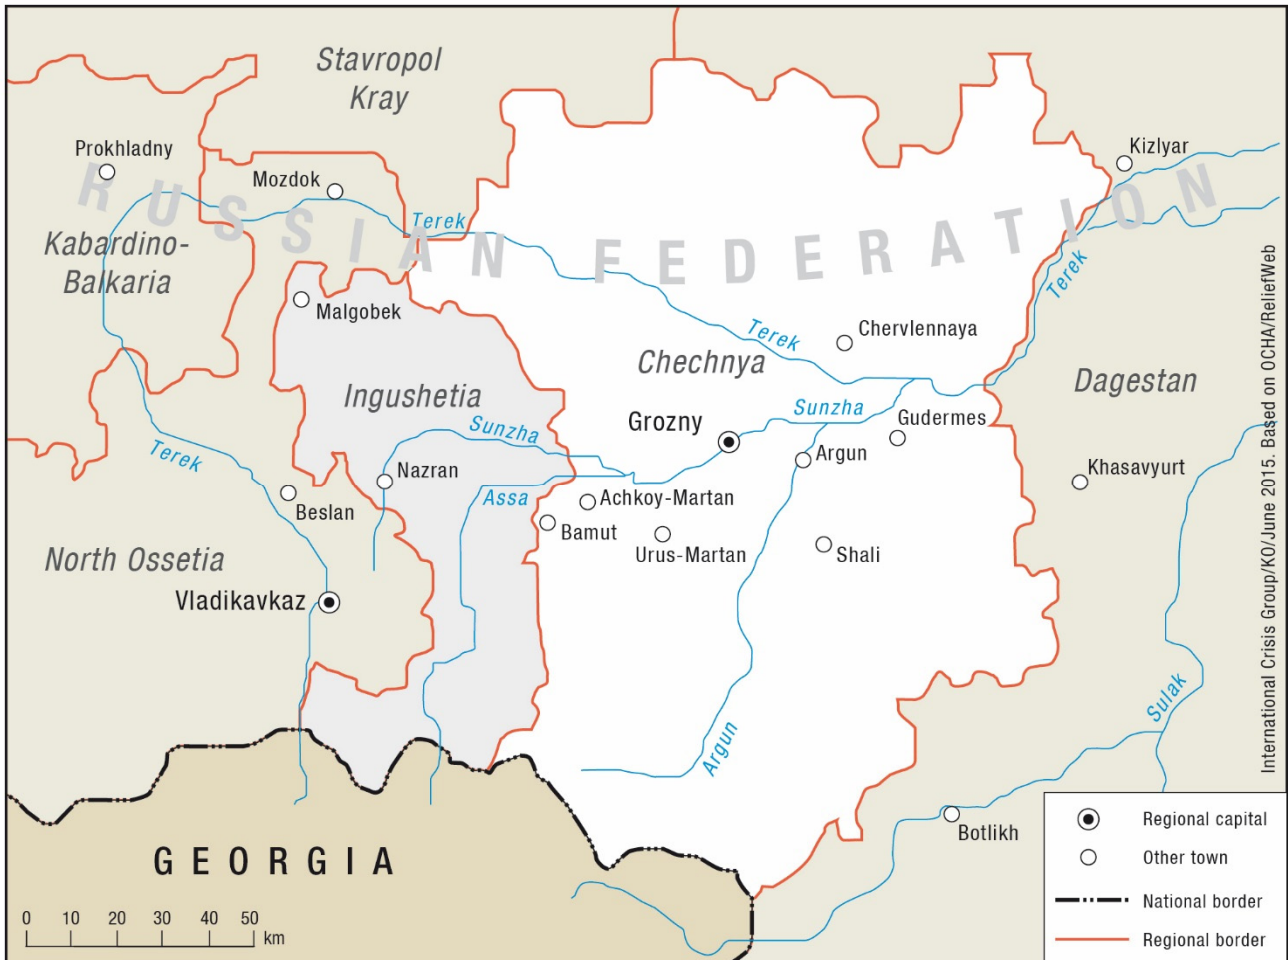 Stavropol
Kray
Prokhladny
Mozdok
Kizlyar
RUSSIAN FEDERATION
Terek
Kabardino-
Balkaria
Terek
Malgobek
Terek
Chervlennaya
Chechnya
Dagestan
Ingushetia
Sunzha
Gudermes
Grozny
Sunzha
Terek
Argun
Nazran
Khasavyurt
Assa
Achkoy-Martan
Beslan
Bamut
Urus-Martan
Shali
North Ossetia
Vladikavkaz
Sulak
Argun
Botlikh
GEORGIA
0 10 20 30 40 50
km
Regional capital
Other town
National border
Regional border
International Crisis Group/KO/June 2015. Based on OCHA/ReliefWeb